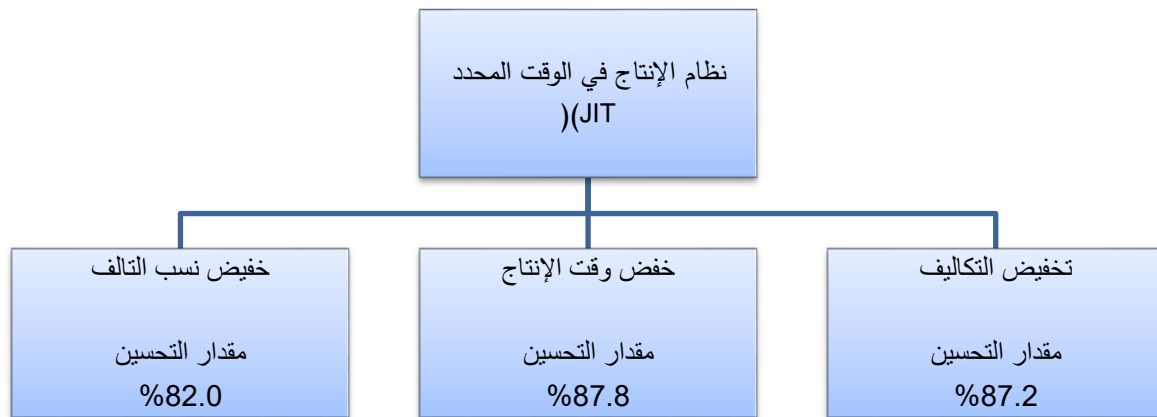 نظام الإنتاج في الوقت المحدد
)(JIT
تخفيض التكاليف
مقدار التحسين
%87.2
خفض وقت الإنتاج
مقدار التحسين
%87.8
خفيض نسب التالف
مقدار التحسين
%82.0